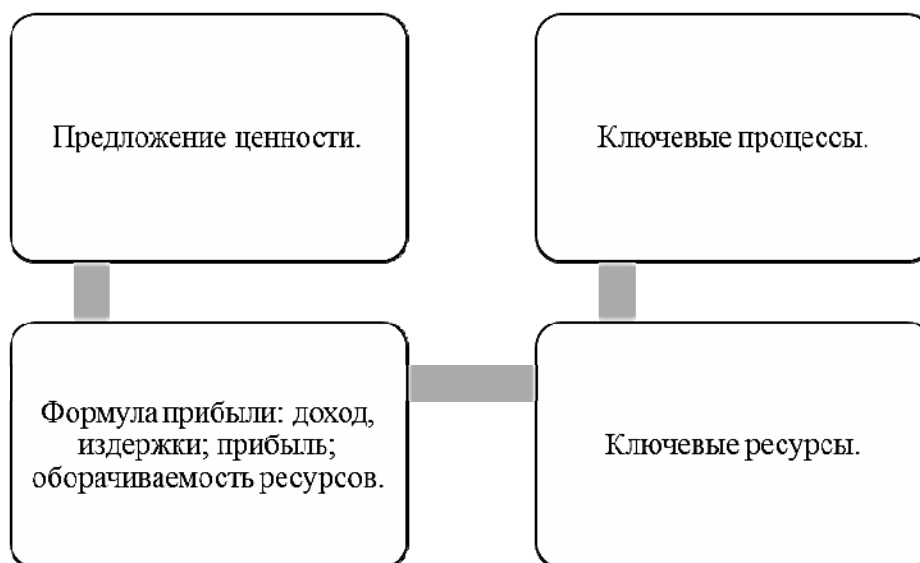 Предложение ценности.
Ключевые процессы.
Формула прибыли: доход,
издержки; прибыль;
оборачиваемость ресурсов.
Ключевые ресурсы.